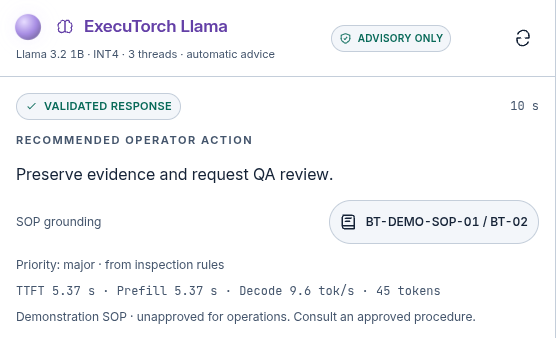 ExecuTorch Llama
Llama 3.2 1B · INT4 · 3 threads · automatic advice
ADVISORY ONLY
VALIDATED RESPONSE
10 s
RECOMMENDED OPERATOR ACTION
Preserve evidence and request QA review.
SOP grounding
BT-DEMO-SOP-01 / BT-02
Priority: major · from inspection rules
TTFT 5.37 s · Prefill 5.37 s · Decode 9.6 tok/s · 45 tokens
Demonstration SOP · unapproved for operations. Consult an approved procedure.